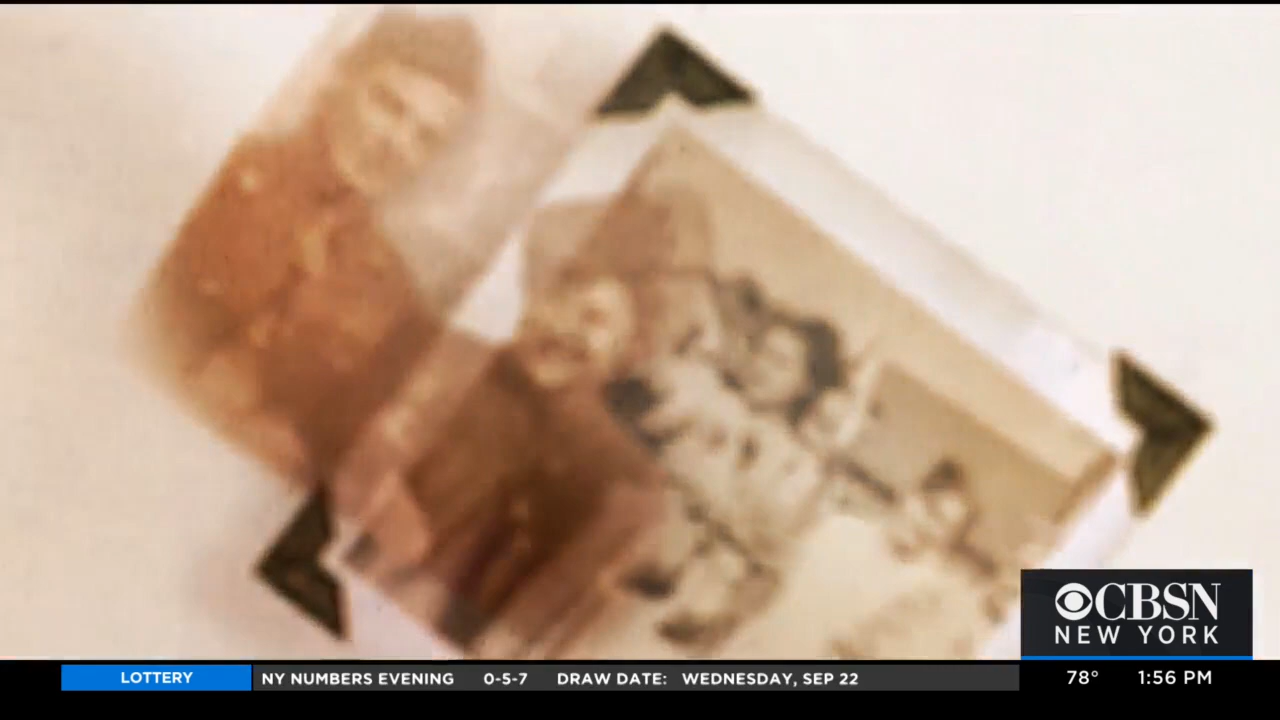 CBSN
NEW YORK
LOTTERY NY NUMBERS EVENING 0-5-7 DRAW DATE: WEDNESDAY, SEP 22 78° 1:56 PM